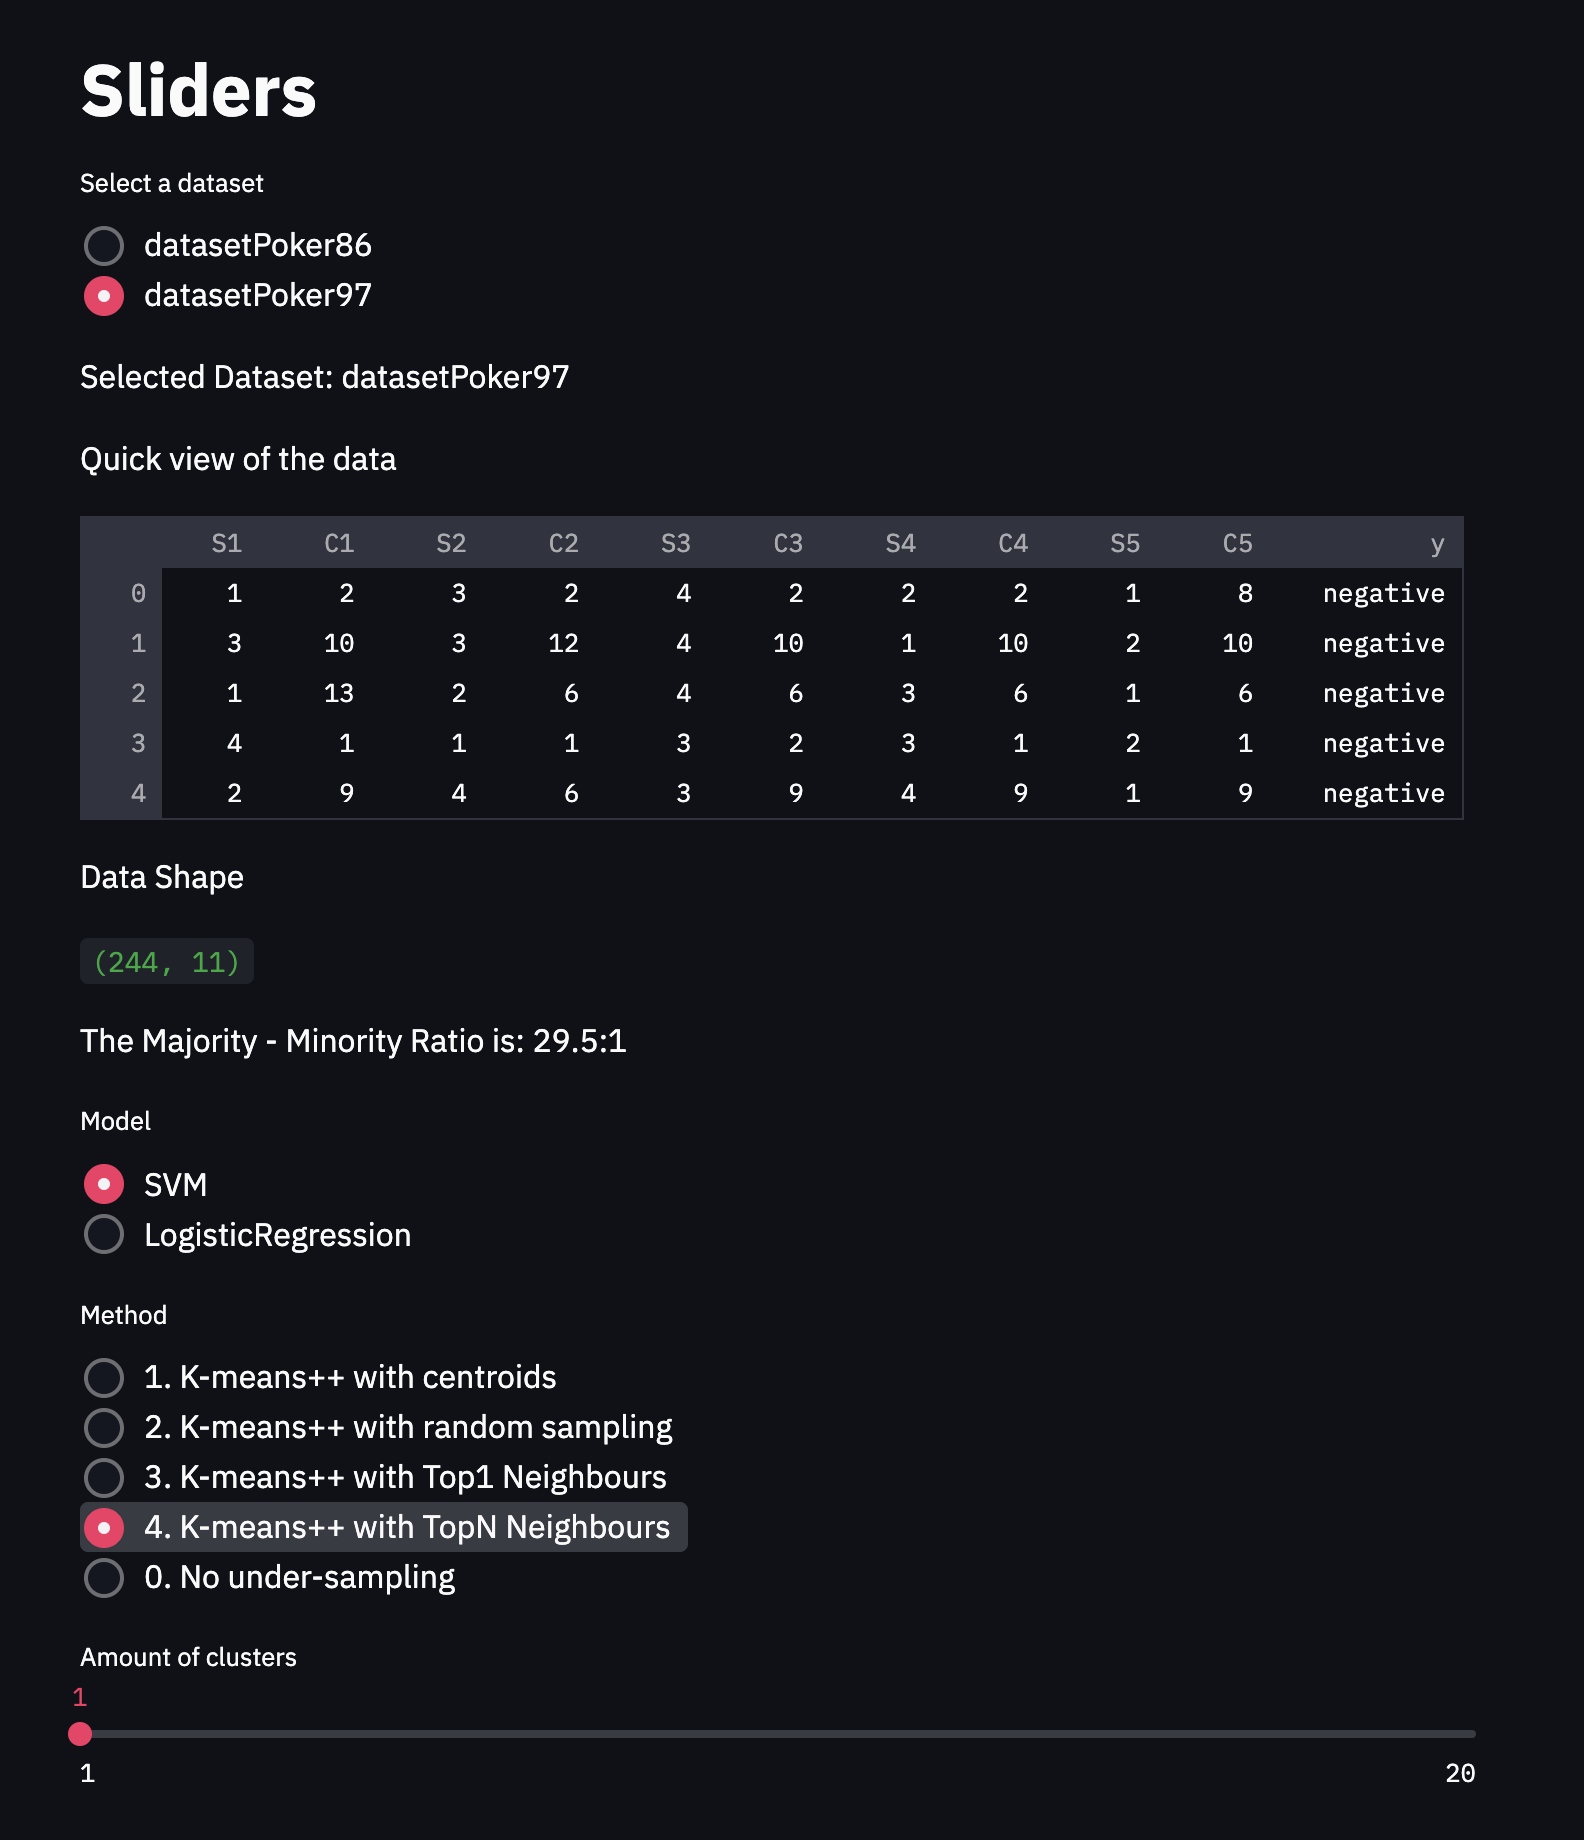 Sliders
Select a dataset
datasetPoker86
datasetPoker97
Selected Dataset: datasetPoker97
Quick view of the data
S1 C1 S2 C2 S3 C3 S4 C4 S5 C5 y
0 1 2 3 2 4 2 2 2 1 8 negative
1 3 10 3 12 4 10 1 10 2 10 negative
2 1 13 2 6 4 6 3 6 1 6 negative
3 4 1 1 1 3 2 3 1 2 1 negative
4 2 9 4 6 3 9 4 9 1 9 negative
Data Shape
(244, 11)
The Majority - Minority Ratio is: 29.5:1
Model
SVM
LogisticRegression
Method
1. K-means++ with centroids
2. K-means++ with random sampling
3. K-means++ with Top1 Neighbours
4. K-means++ with TopN Neighbours
0. No under-sampling
Amount of clusters
1
1 20